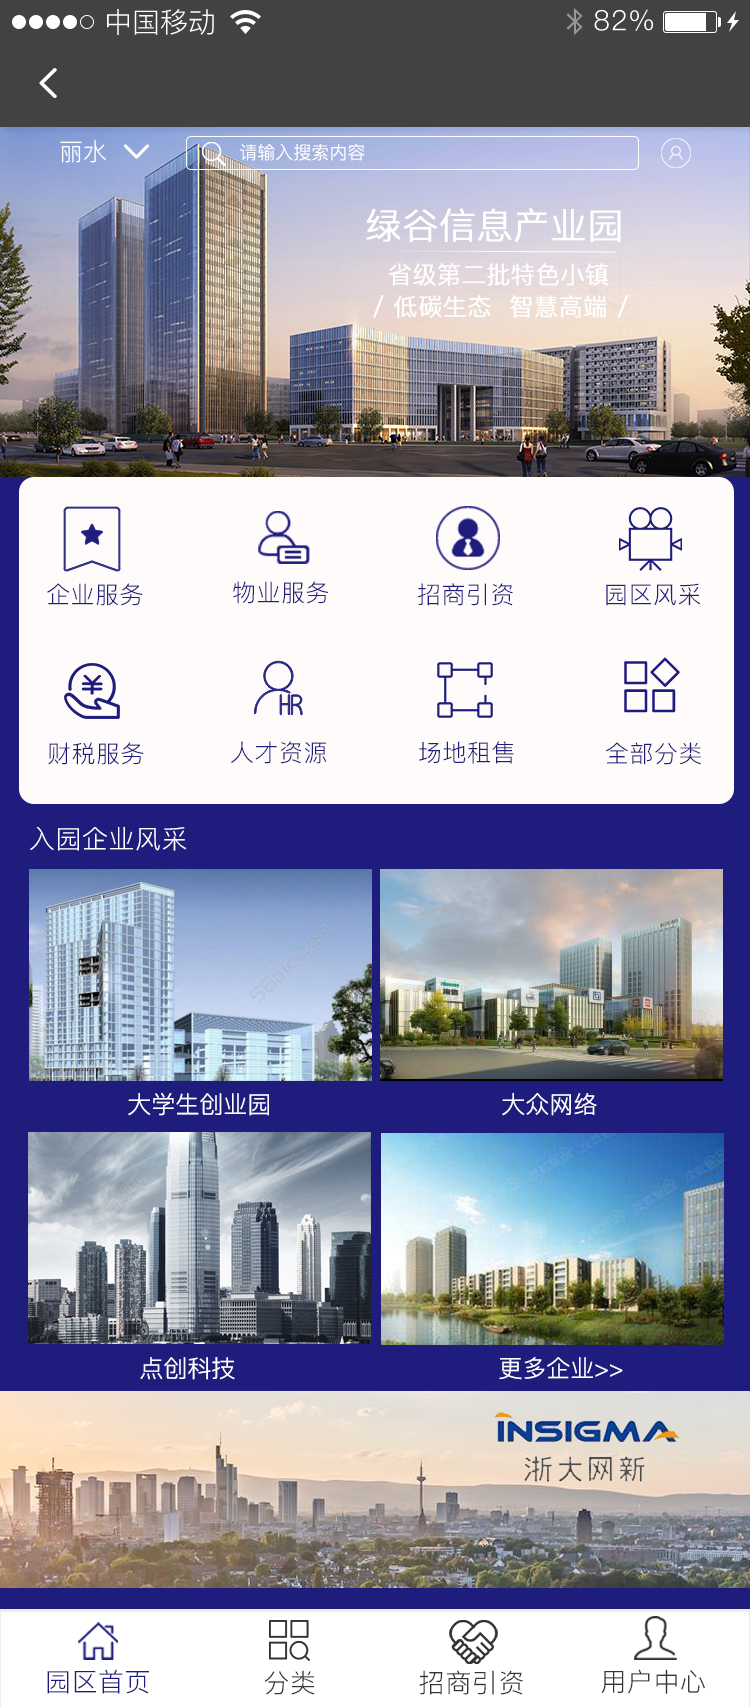 中国移动
82%
丽水
请输入搜索内容
绿谷信息产业园
省级第二批特色小镇
/ 低碳生态 智慧高端 /
企业服务
物业服务
招商引资
园区风采
财税服务
HR
人才资源
场地租售
全部分类
入园企业风采
大学生创业园
大众网络
点创科技
更多企业>>
INSIGMA
浙大网新
园区首页
分类
招商引资
用户中心